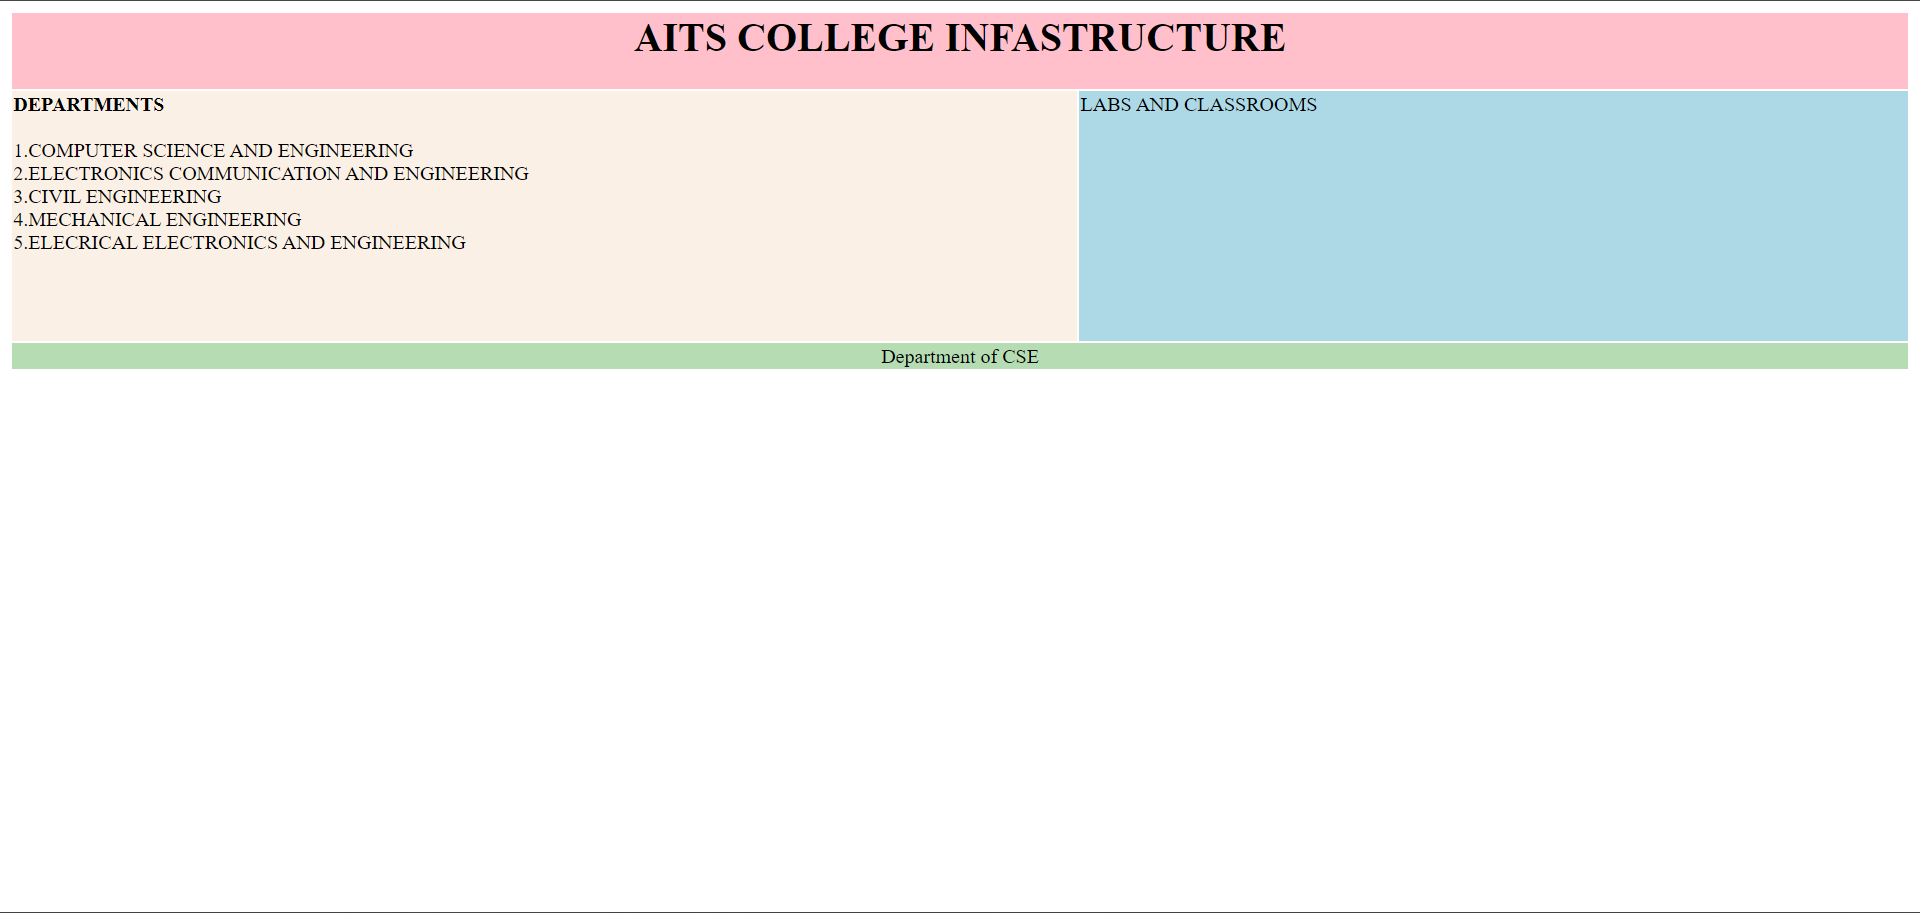 AITS COLLEGE INFASTRUCTURE
DEPARTMENTS
1.COMPUTER SCIENCE AND ENGINEERING
2.ELECTRONICS COMMUNICATION AND ENGINEERING
3.CIVIL ENGINEERING
4.MECHANICAL ENGINEERING
5.ELECRICAL ELECTRONICS AND ENGINEERING
LABS AND CLASSROOMS
Department of CSE